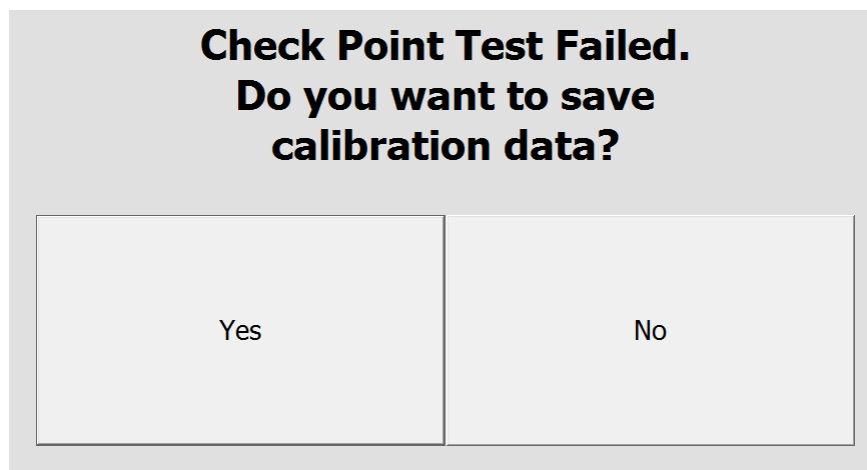 Check Point Test Failed.
Do you want to save
calibration data?
Yes
No